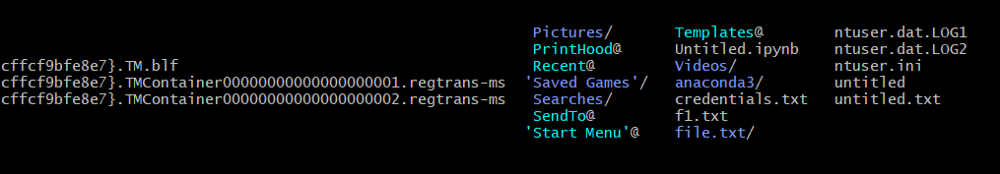 Pictures/ Templates@ ntuser.dat.LOG1
PrintHood@ Untitled.ipynb ntuser.dat.LOG2
cffcf9bfe8e7}.TM.blf Recent@ Videos/ ntuser.ini
cffcf9bfe8e7}.TMContainer00000000000000000001.regtrans-ms 'Saved Games'/ anaconda3/ untitled
cffcf9bfe8e7}.TMContainer00000000000000000002.regtrans-ms Searches/ credentials.txt untitled.txt
SendTo@ f1.txt
'Start Menu'@ file.txt/